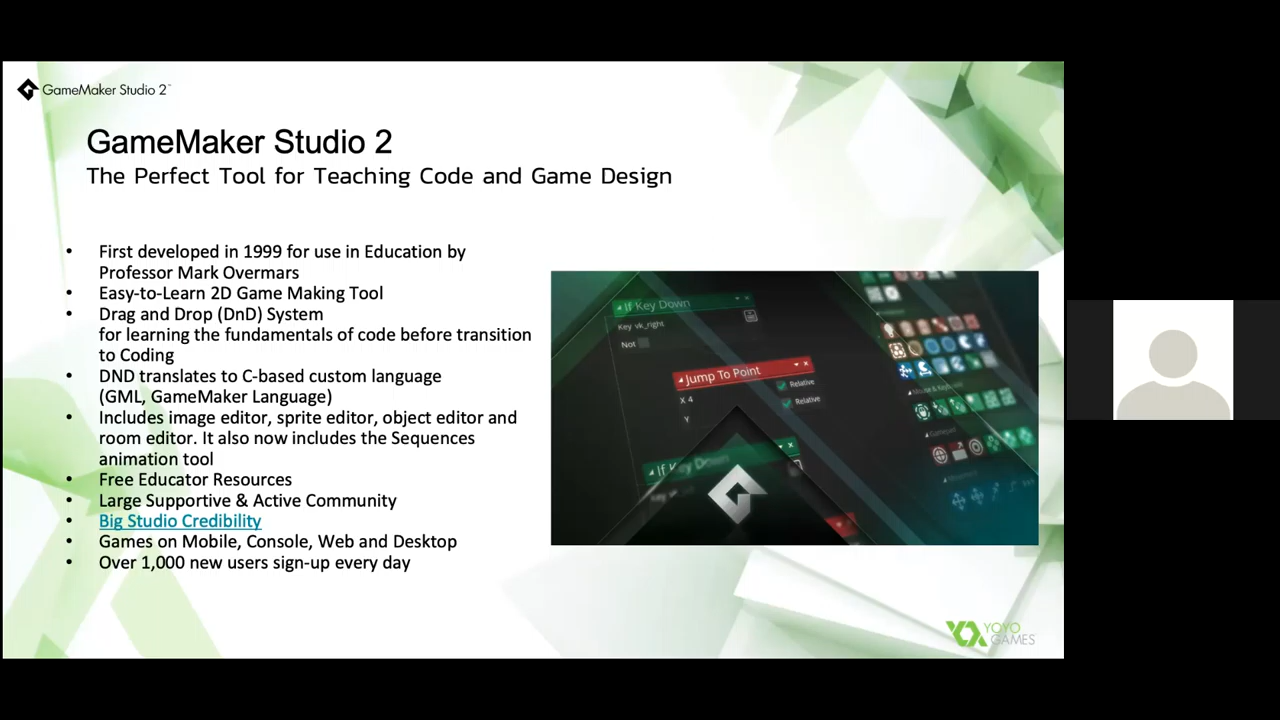 GameMaker Studio 2™
GameMaker Studio 2
The Perfect Tool for Teaching Code and Game Design
• First developed in 1999 for use in Education by
Professor Mark Overmars
• Easy-to-Learn 2D Game Making Tool
• Drag and Drop (DnD) System
for learning the fundamentals of code before transition
to Coding
• DND translates to C-based custom language
(GML, GameMaker Language)
• Includes image editor, sprite editor, object editor and
room editor. It also now includes the Sequences
animation tool
• Free Educator Resources
• Large Supportive & Active Community
• Big Studio Credibility
• Games on Mobile, Console, Web and Desktop
• Over 1,000 new users sign-up every day
If Key Down
Key vk_right
Not
Jump To Point
X 4
Relative
Relative
Y
If Key Down
Mouse & Keyboard
Gamepad
YOYO
GAMES